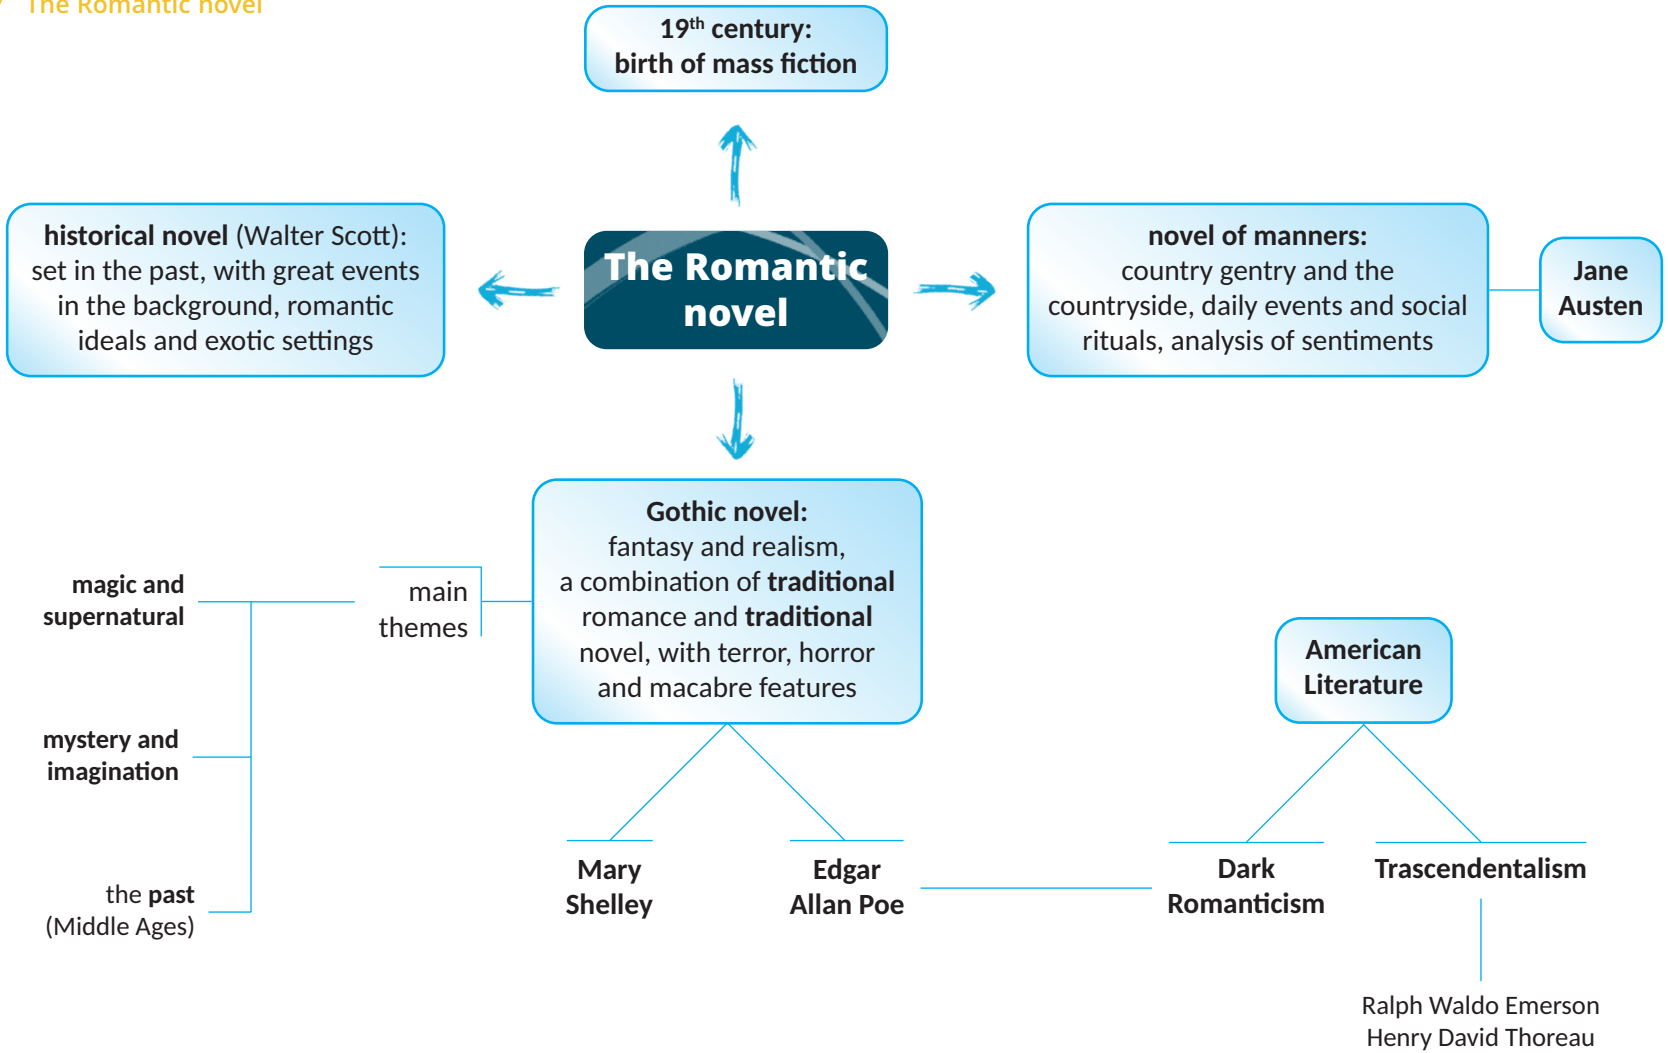 The Romantic novel
19th century:
birth of mass fiction
historical novel (Walter Scott):
set in the past, with great events
in the background, romantic
ideals and exotic settings
The Romantic
novel
novel of manners:
country gentry and the
countryside, daily events and social
rituals, analysis of sentiments
Jane
Austen
Gothic novel:
fantasy and realism,
a combination of traditional
romance and traditional
novel, with terror, horror
and macabre features
main
themes
magic and
supernatural
mystery and
imagination
the past
(Middle Ages)
Mary
Shelley
Edgar
Allan Poe
American
Literature
Dark
Romanticism
Trascendentalism
Ralph Waldo Emerson
Henry David Thoreau